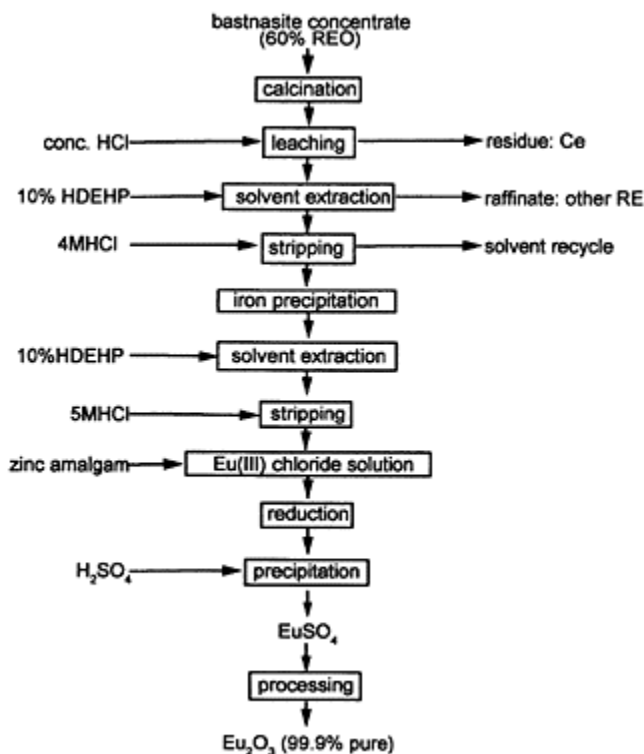 bastnasite concentrate
(60% REO)
calcination
conc. HCl
leaching
residue: Ce
10% HDEHP
solvent extraction
raffinate: other RE
4MHCl
stripping
solvent recycle
iron precipitation
10%HDEHP
solvent extraction
5MHCl
stripping
zinc amalgam
Eu(III) chloride solution
reduction
H₂SO₄
precipitation
EuSO₄
processing
Eu₂O₃ (99.9% pure)